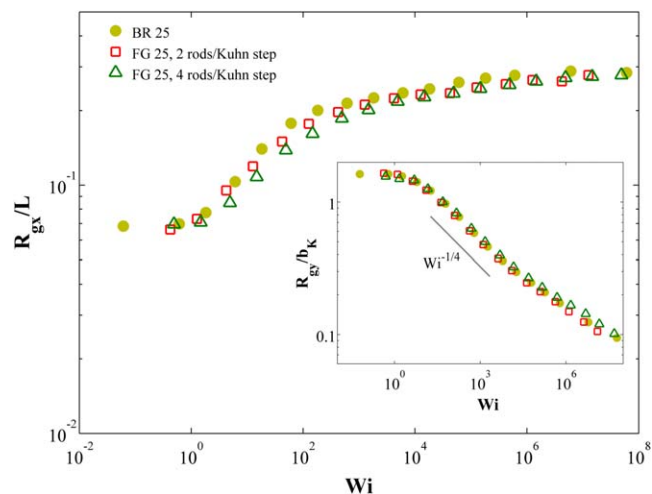 BR 25
FG 25, 2 rods/Kuhn step
FG 25, 4 rods/Kuhn step
R_gx/L
10^-1
10^-2
10^-2
10^0
10^2
10^4
10^6
10^8
Wi
R_gy/b_K
1
0.1
Wi^-1/4
10^0
10^3
10^6
Wi